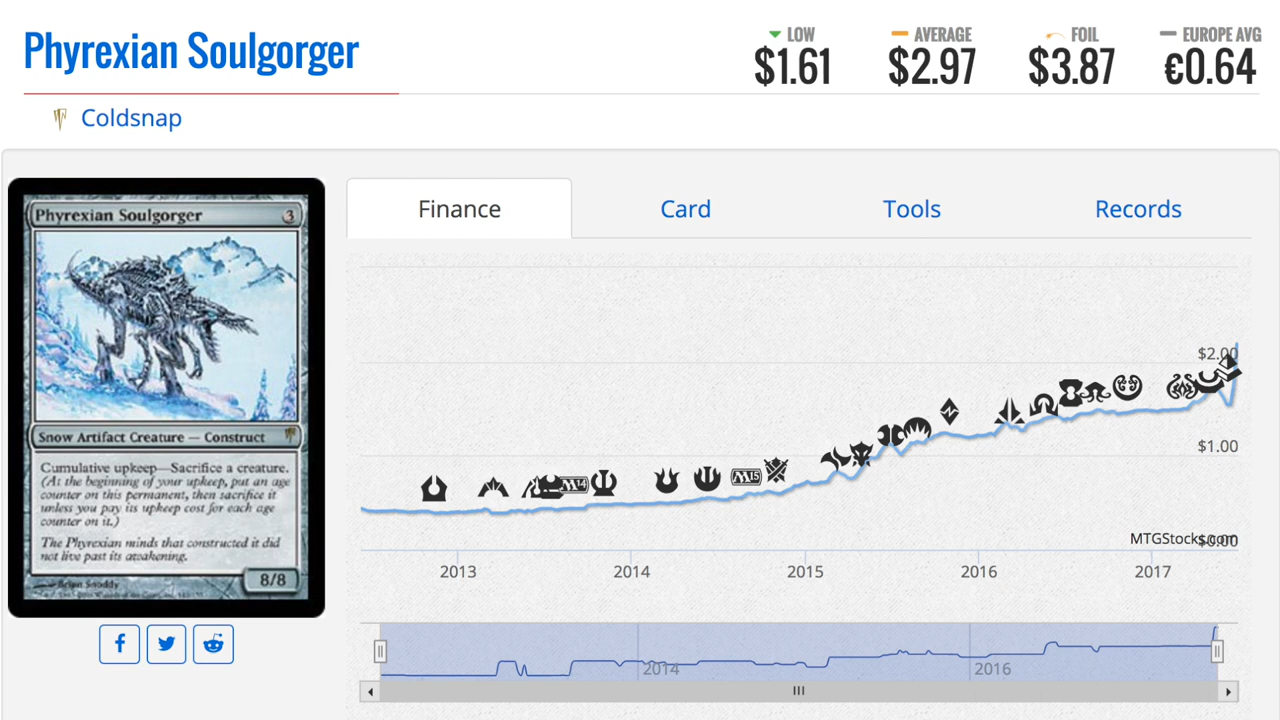 Phyrexian Soulgorger
LOW
$1.61
AVERAGE
$2.97
FOIL
$3.87
EUROPE AVG
€0.64
Coldsnap
Phyrexian Soulgorger 3
Snow Artifact Creature — Construct
Cumulative upkeep—Sacrifice a creature.
(At the beginning of your upkeep, put an age
counter on this permanent, then sacrifice it
unless you pay its upkeep cost for each age
counter on it.)
The Phyrexian minds that constructed it did
not live past its awakening.
Brian Snoddy
8/8
Finance
Card
Tools
Records
$2.00
$1.00
$0.00
M14
M15
MTGStocks.com
2013
2014
2015
2016
2017
2014
2016